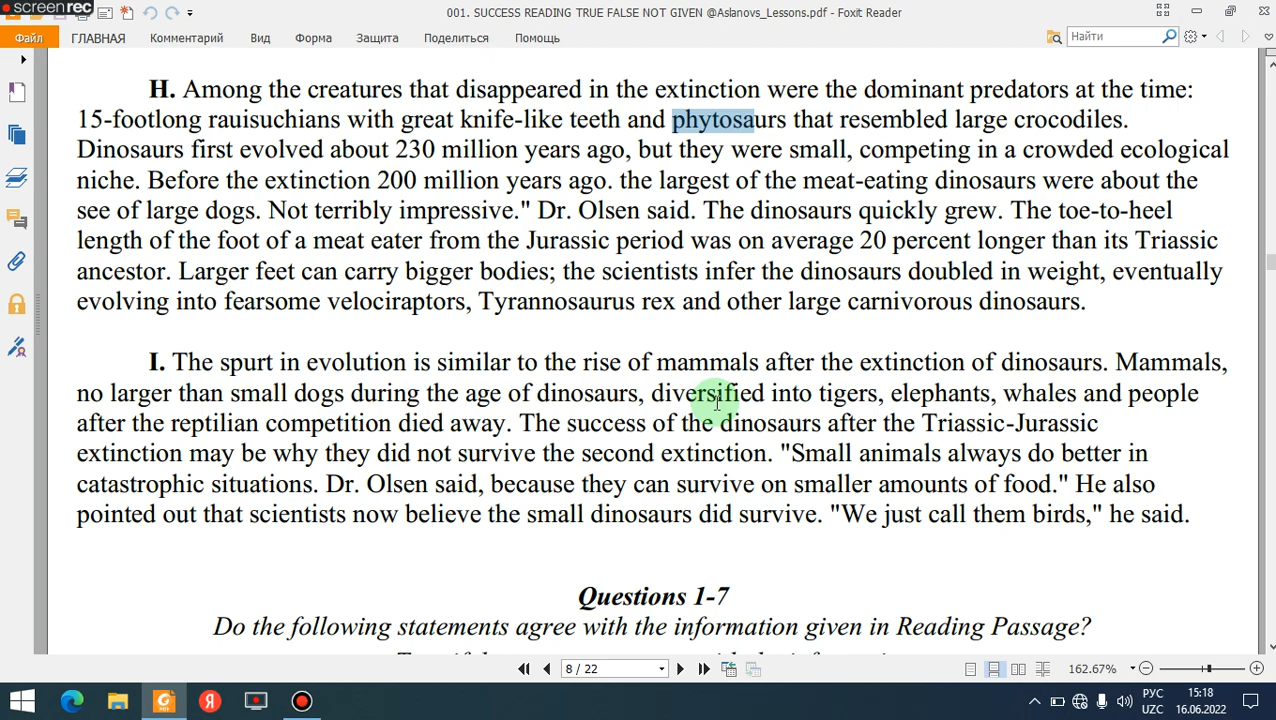 screen rec
001. SUCCESS READING TRUE FALSE NOT GIVEN @Aslanovs_Lessons.pdf - Foxit Reader
Файл ГЛАВНАЯ Комментарий Вид Форма Защита Поделиться Помощь Найти
H. Among the creatures that disappeared in the extinction were the dominant predators at the time:
15-footlong rauisuchians with great knife-like teeth and phytosaurs that resembled large crocodiles.
Dinosaurs first evolved about 230 million years ago, but they were small, competing in a crowded ecological
niche. Before the extinction 200 million years ago. the largest of the meat-eating dinosaurs were about the
see of large dogs. Not terribly impressive." Dr. Olsen said. The dinosaurs quickly grew. The toe-to-heel
length of the foot of a meat eater from the Jurassic period was on average 20 percent longer than its Triassic
ancestor. Larger feet can carry bigger bodies; the scientists infer the dinosaurs doubled in weight, eventually
evolving into fearsome velociraptors, Tyrannosaurus rex and other large carnivorous dinosaurs.
I. The spurt in evolution is similar to the rise of mammals after the extinction of dinosaurs. Mammals,
no larger than small dogs during the age of dinosaurs, diversified into tigers, elephants, whales and people
after the reptilian competition died away. The success of the dinosaurs after the Triassic-Jurassic
extinction may be why they did not survive the second extinction. "Small animals always do better in
catastrophic situations. Dr. Olsen said, because they can survive on smaller amounts of food." He also
pointed out that scientists now believe the small dinosaurs did survive. "We just call them birds," he said.
Questions 1-7
Do the following statements agree with the information given in Reading Passage?
8 / 22 162.67%
РУС 15:18
UZC 16.06.2022